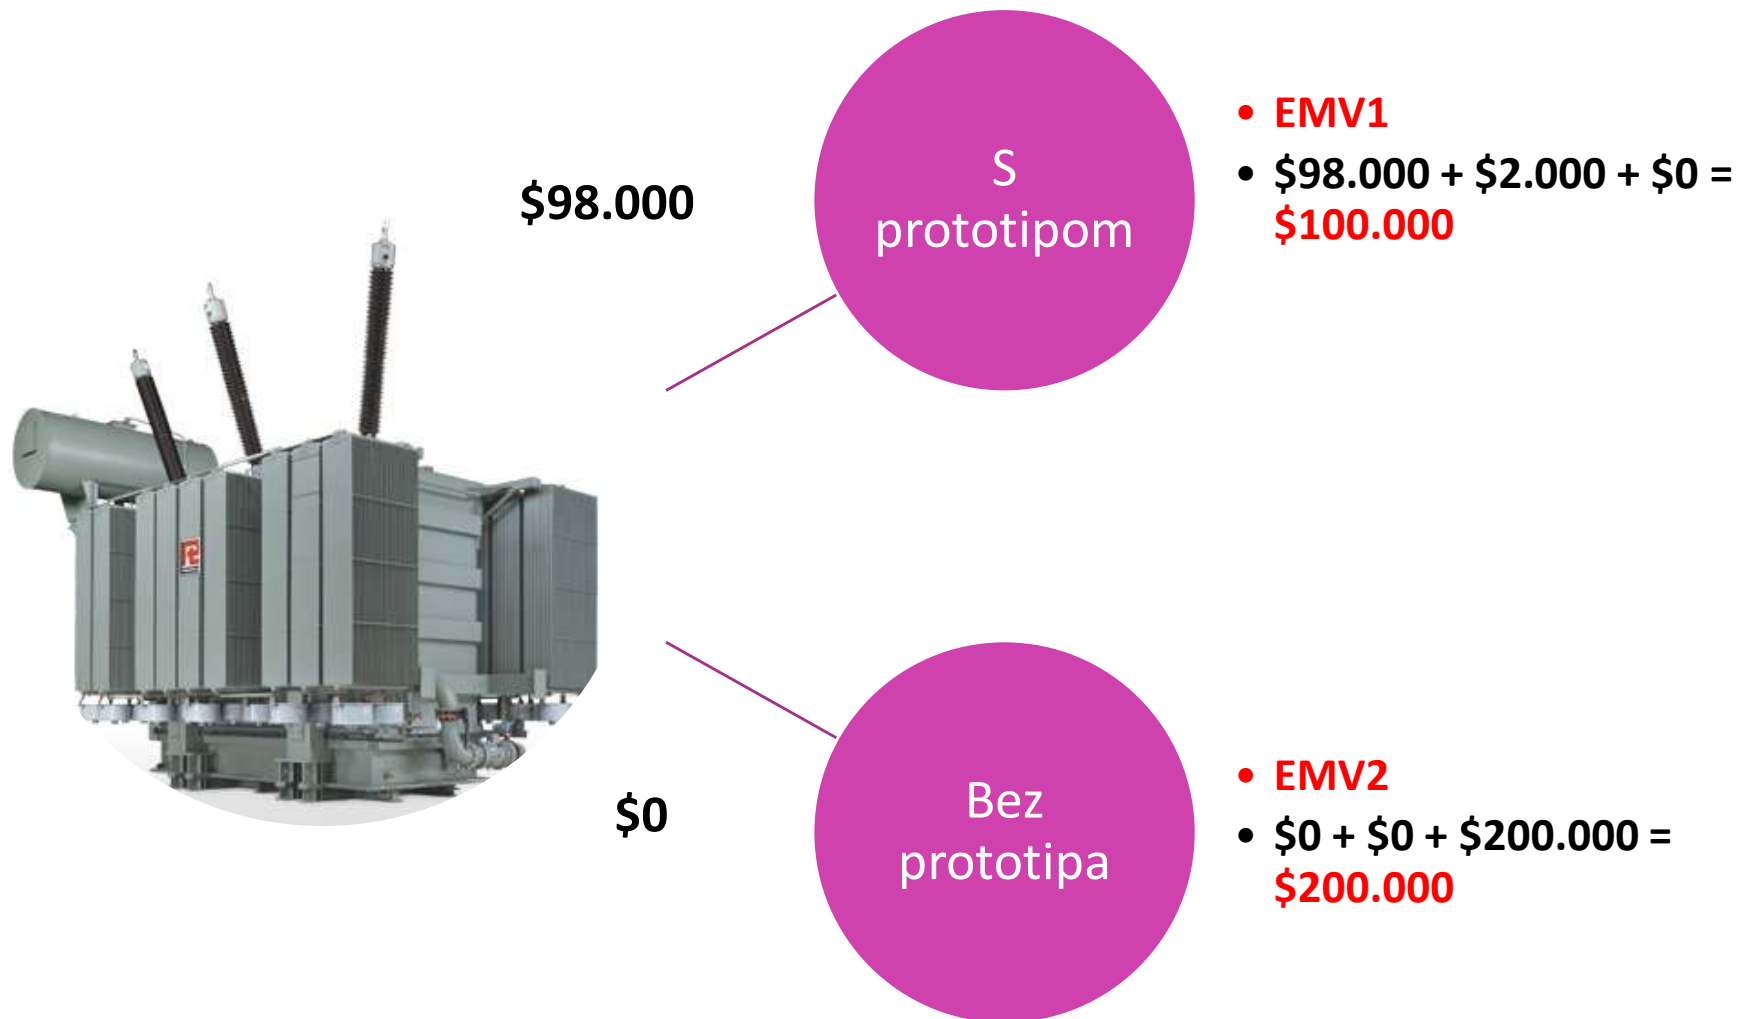 $98.000
S
prototipom
• EMV1
• $98.000 + $2.000 + $0 =
$100.000
$0
Bez
prototipa
• EMV2
• $0 + $0 + $200.000 =
$200.000